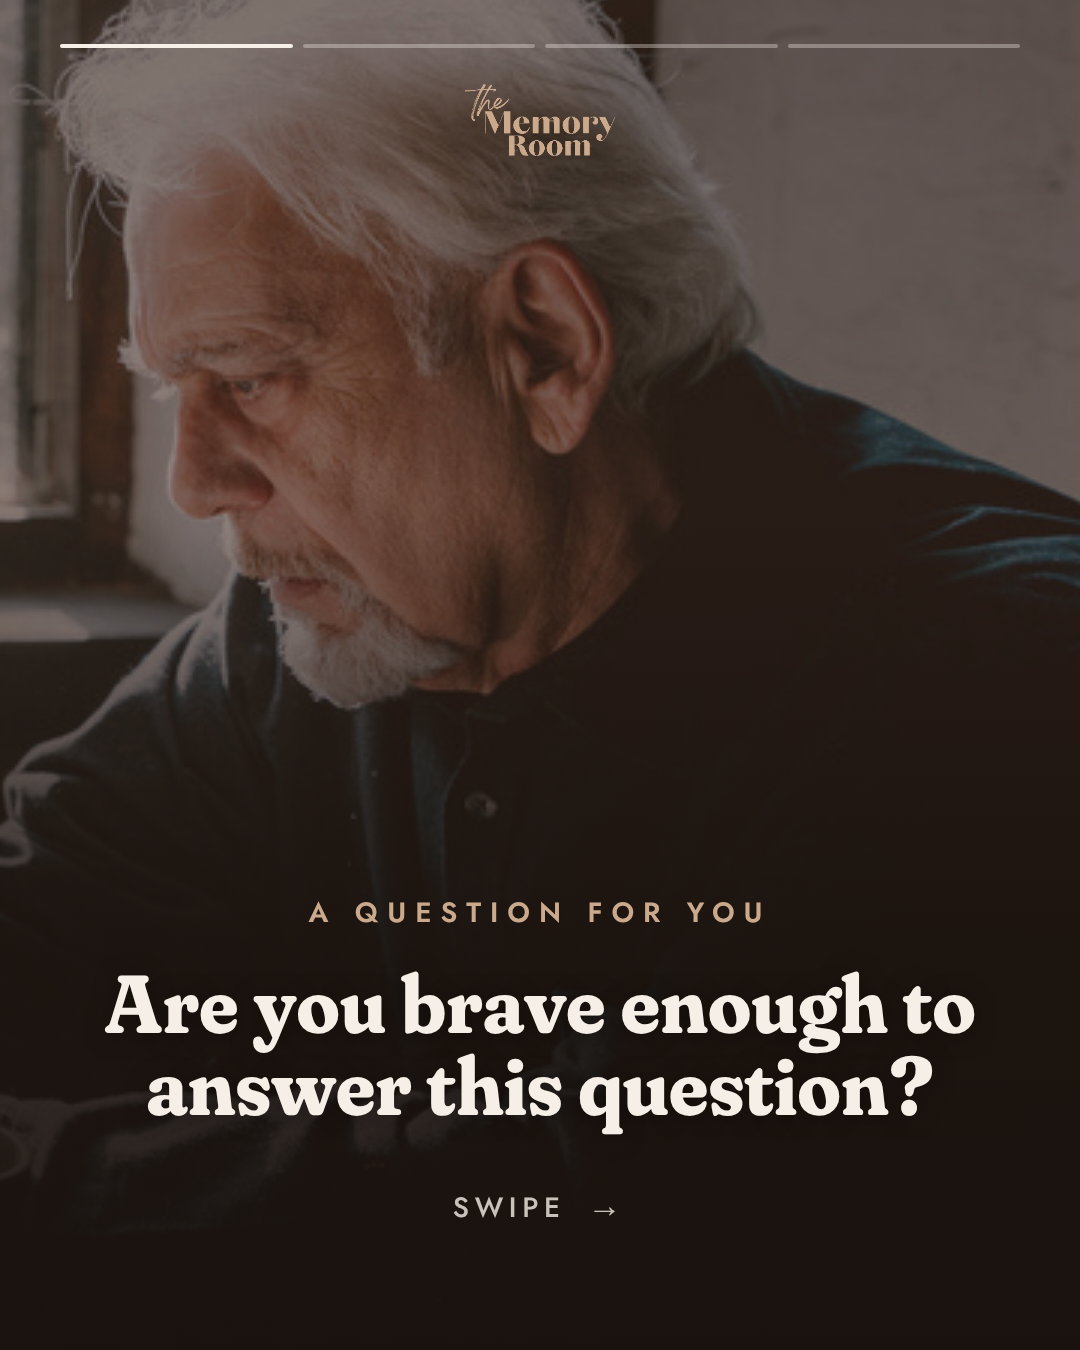 the
Memory
Room
A QUESTION FOR YOU
Are you brave enough to
answer this question?
SWIPE →